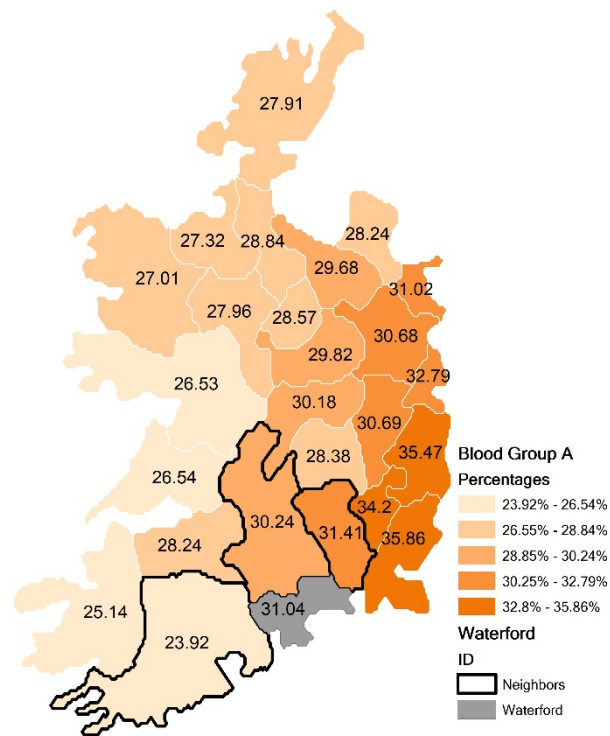 27.91
27.32
28.84
28.24
27.01
29.68
31.02
27.96
28.57
30.68
29.82
26.53
32.79
30.18
30.69
28.38
35.47
26.54
30.24
34.2
31.41
35.86
28.24
31.04
25.14
23.92
Blood Group A
Percentages
23.92% - 26.54%
26.55% - 28.84%
28.85% - 30.24%
30.25% - 32.79%
32.8% - 35.86%
Waterford
ID
Neighbors
Waterford